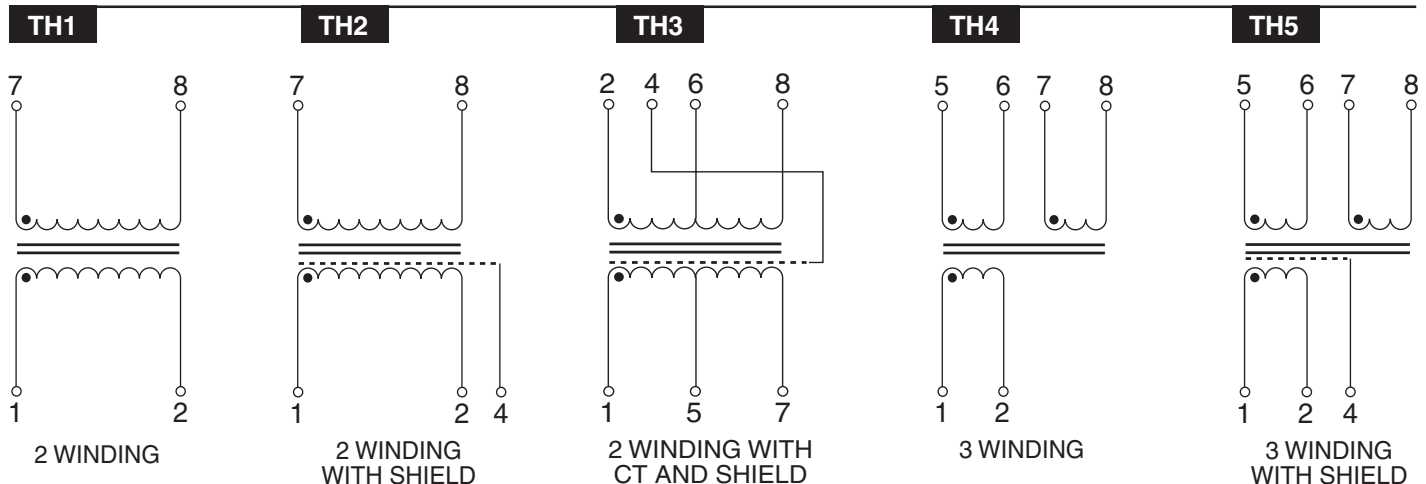 TH1 TH2 TH3 TH4 TH5
7 8 7 8 2 4 6 8 5 6 7 8 5 6 7 8
1 2 1 2 4 1 5 7 1 2 1 2 4
2 WINDING 2 WINDING 2 WINDING WITH 3 WINDING 3 WINDING
WITH SHIELD CT AND SHIELD WITH SHIELD